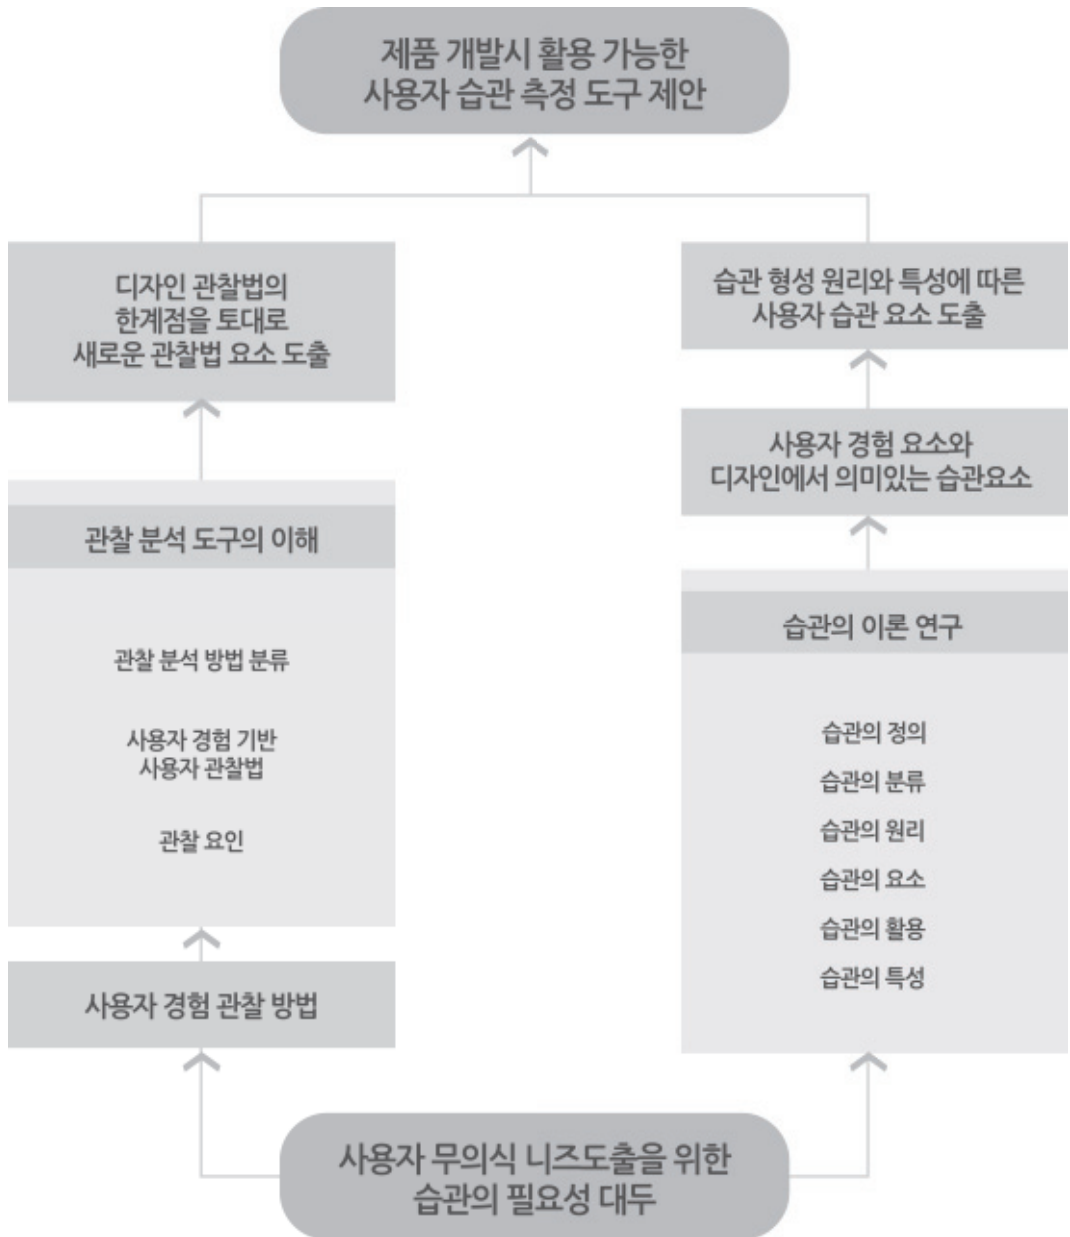 제품 개발시 활용 가능한
사용자 습관 측정 도구 제안
디자인 관찰법의
한계점을 토대로
새로운 관찰법 요소 도출
관찰 분석 도구의 이해
관찰 분석 방법 분류
사용자 경험 기반
사용자 관찰법
관찰 요인
사용자 경험 관찰 방법
습관 형성 원리와 특성에 따른
사용자 습관 요소 도출
사용자 경험 요소와
디자인에서 의미있는 습관요소
습관의 이론 연구
습관의 정의
습관의 분류
습관의 원리
습관의 요소
습관의 활용
습관의 특성
사용자 무의식 니즈도출을 위한
습관의 필요성 대두